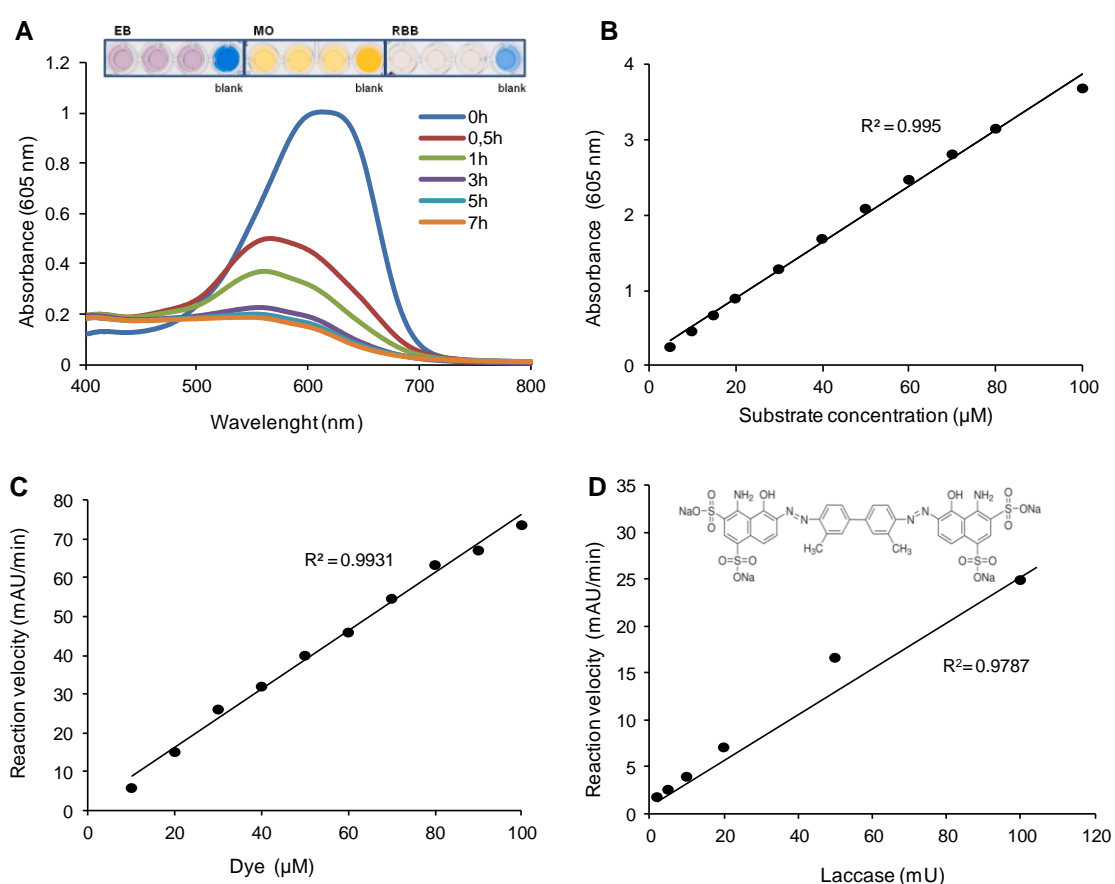 A
EB MO RBB
blank blank blank
1.2
1
0.8
0.6
0.4
0.2
0
400 500 600 700 800
Absorbance (605 nm)
Wavelenght (nm)
0h
0,5h
1h
3h
5h
7h
B
4
3
2
1
0
0 20 40 60 80 100
Absorbance (605 nm)
Substrate concentration (µM)
R² = 0.995
C
80
70
60
50
40
30
20
10
0
0 20 40 60 80 100
Reaction velocity (mAU/min)
Dye (µM)
R² = 0.9931
D
35
30
25
20
15
10
5
0
0 20 40 60 80 100 120
Reaction velocity (mAU/min)
Laccase (mU)
R² = 0.9787
O NH₂ OH OH NH₂ O
NaO S N N N N S ONa
O O
H₃C CH₃
O S O O S O
ONa ONa